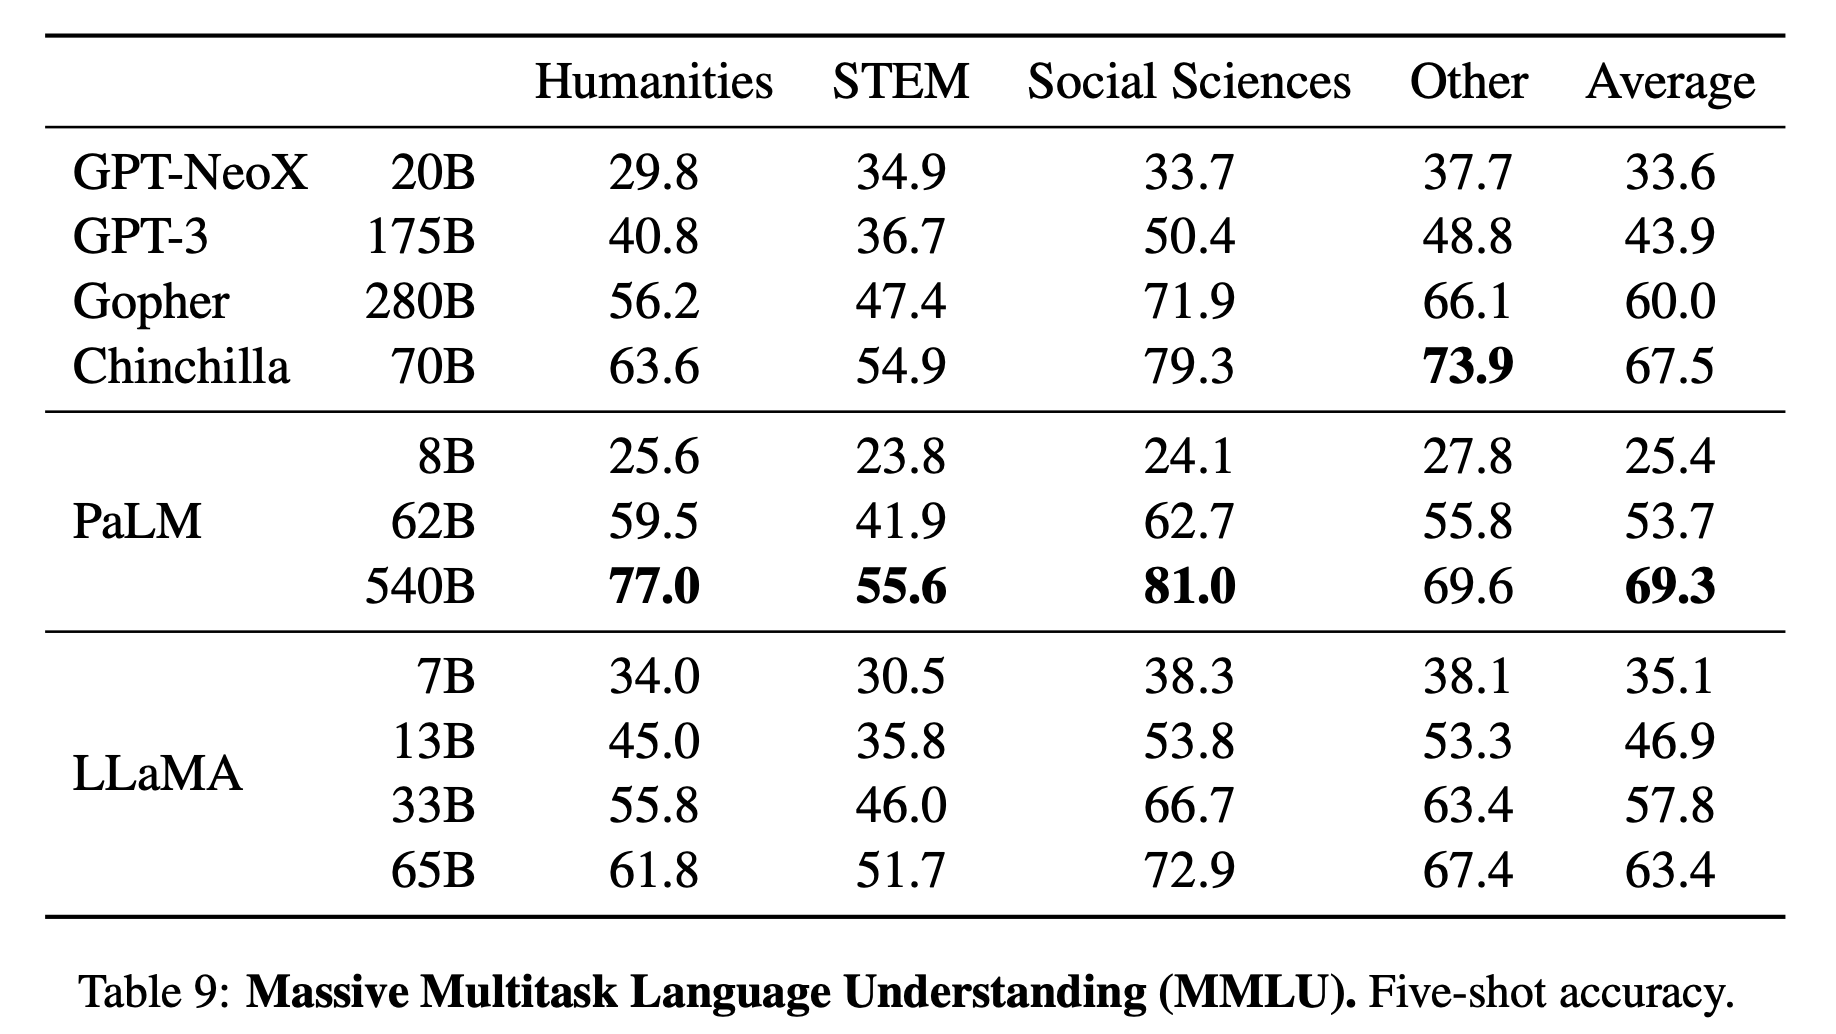 Humanities STEM Social Sciences Other Average
GPT-NeoX 20B 29.8 34.9 33.7 37.7 33.6
GPT-3 175B 40.8 36.7 50.4 48.8 43.9
Gopher 280B 56.2 47.4 71.9 66.1 60.0
Chinchilla 70B 63.6 54.9 79.3 73.9 67.5
8B 25.6 23.8 24.1 27.8 25.4
PaLM 62B 59.5 41.9 62.7 55.8 53.7
540B 77.0 55.6 81.0 69.6 69.3
7B 34.0 30.5 38.3 38.1 35.1
13B 45.0 35.8 53.8 53.3 46.9
LLaMA
33B 55.8 46.0 66.7 63.4 57.8
65B 61.8 51.7 72.9 67.4 63.4
Table 9: Massive Multitask Language Understanding (MMLU). Five-shot accuracy.